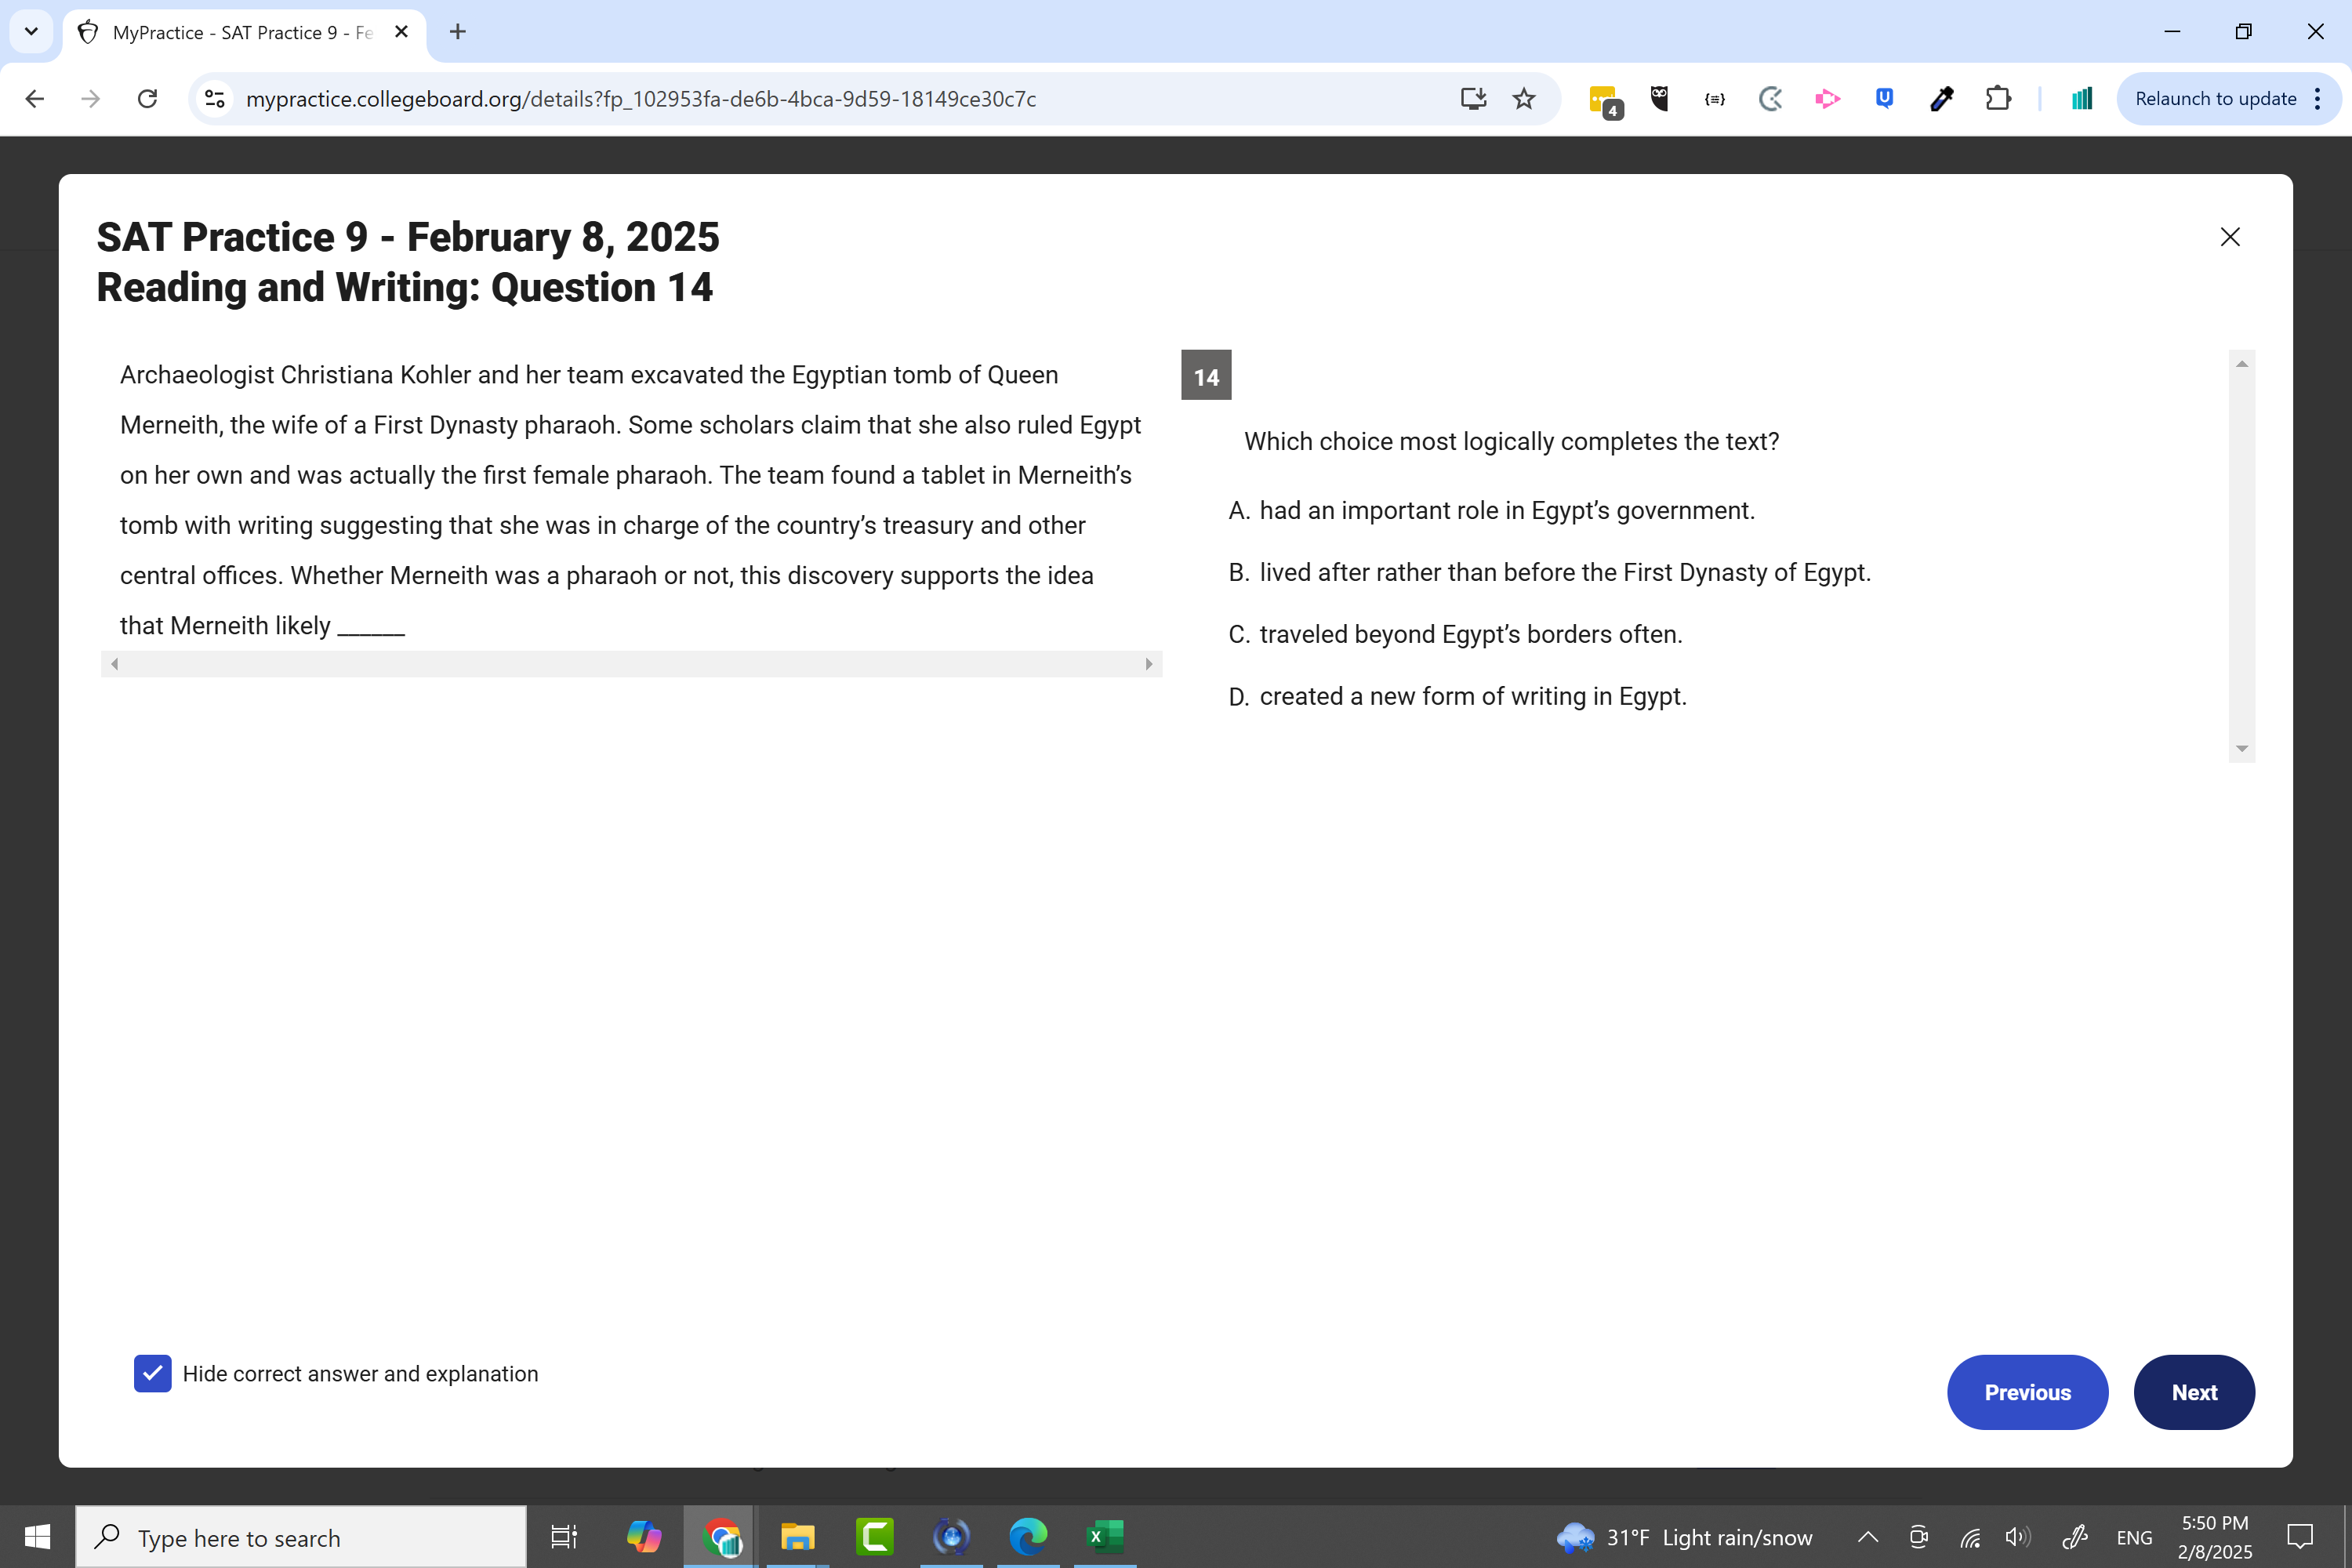 MyPractice - SAT Practice 9 - Fe
mypractice.collegeboard.org/details?fp_102953fa-de6b-4bca-9d59-18149ce30c7c
4
Relaunch to update
SAT Practice 9 - February 8, 2025
Reading and Writing: Question 14
Archaeologist Christiana Kohler and her team excavated the Egyptian tomb of Queen
Merneith, the wife of a First Dynasty pharaoh. Some scholars claim that she also ruled Egypt
on her own and was actually the first female pharaoh. The team found a tablet in Merneith’s
tomb with writing suggesting that she was in charge of the country’s treasury and other
central offices. Whether Merneith was a pharaoh or not, this discovery supports the idea
that Merneith likely ______
14
Which choice most logically completes the text?
A. had an important role in Egypt’s government.
B. lived after rather than before the First Dynasty of Egypt.
C. traveled beyond Egypt’s borders often.
D. created a new form of writing in Egypt.
Hide correct answer and explanation
Previous
Next
Type here to search
31°F Light rain/snow
ENG
5:50 PM
2/8/2025